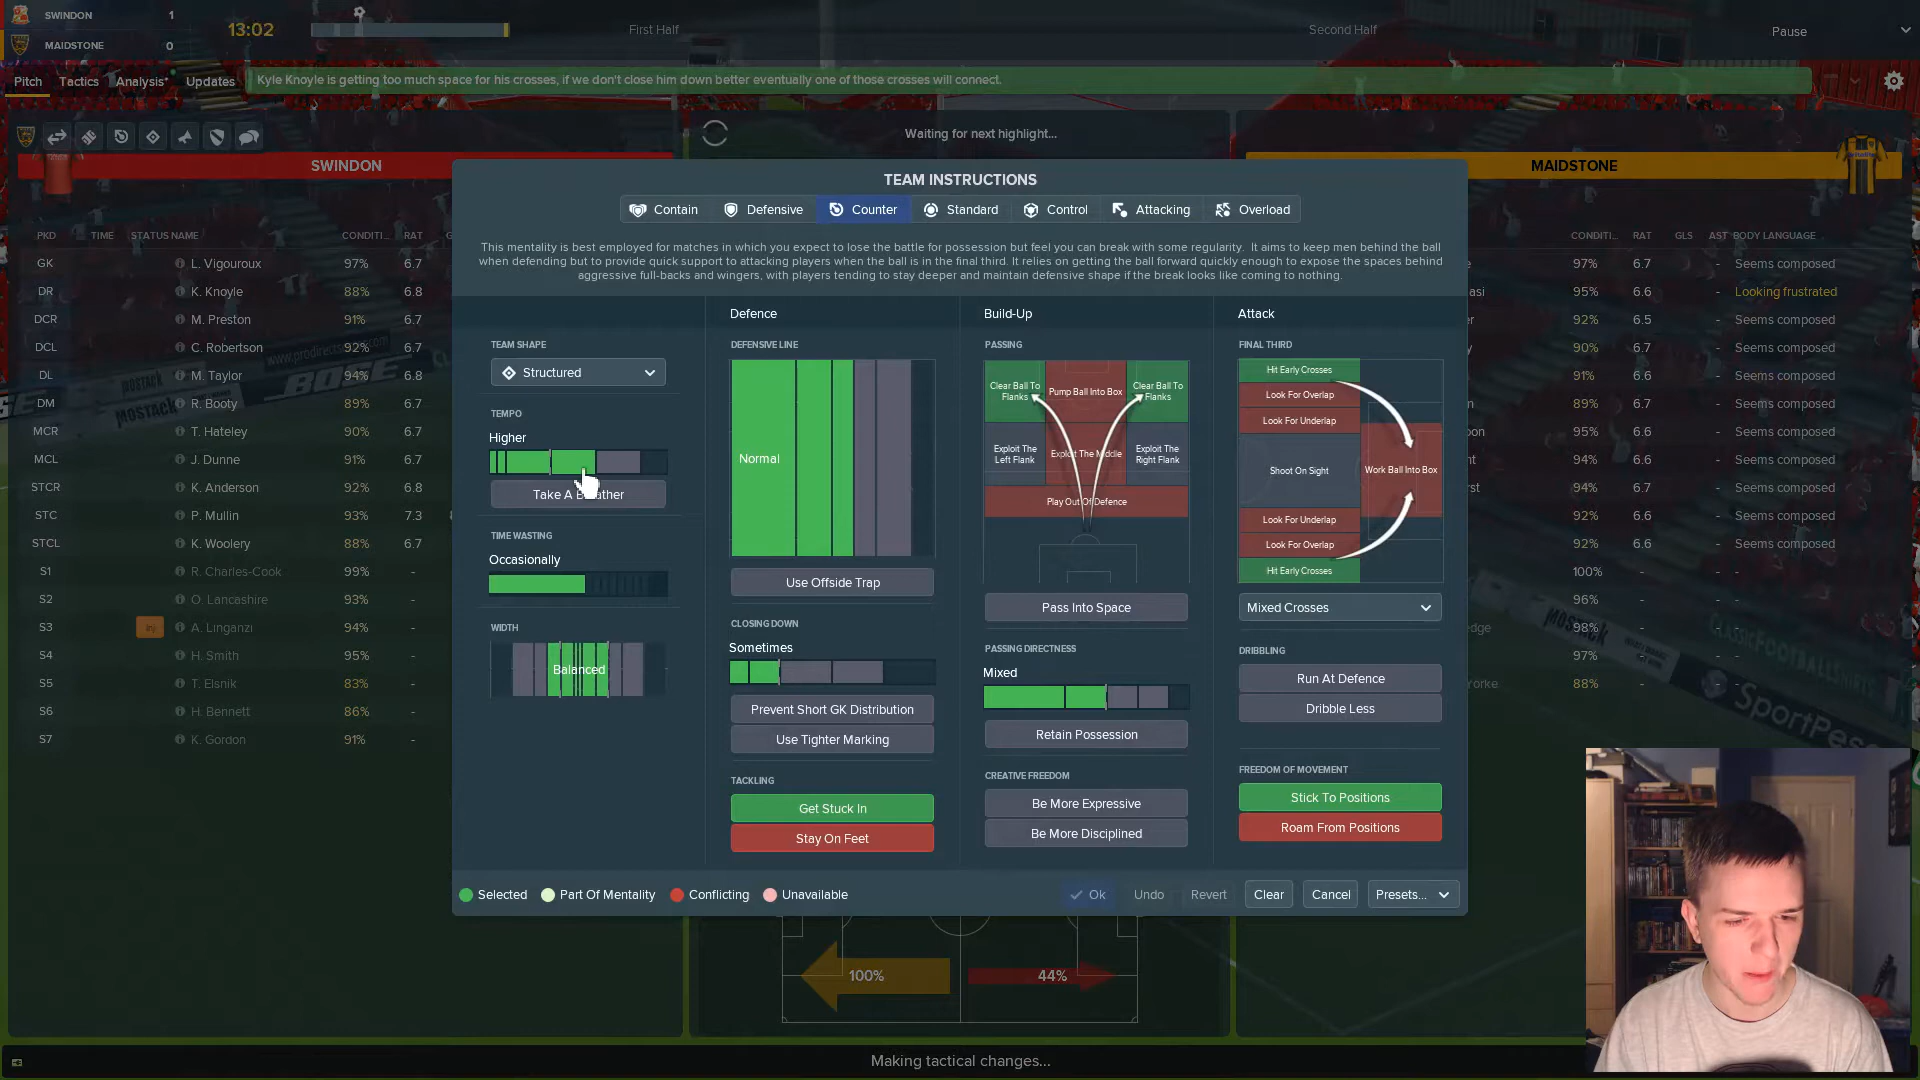 SWINDON 1
MAIDSTONE 0
13:02
First Half
Second Half
Pause
Pitch Tactics Analysis* Updates
Kyle Knoyle is getting too much space for his crosses, if we don't close him down better eventually one of those crosses will connect.
Waiting for next highlight...
SWINDON
MAIDSTONE
PKD TIME STATUS NAME CONDITI... RAT
GK L. Vigouroux 97% 6.7
DR K. Knoyle 88% 6.8
DCR M. Preston 91% 6.7
DCL C. Robertson 92% 6.7
DL M. Taylor 94% 6.8
DM R. Booty 89% 6.7
MCR T. Hateley 90% 6.7
MCL J. Dunne 91% 6.7
STCR K. Anderson 92% 6.8
STC P. Mullin 93% 7.3
STCL K. Woolery 88% 6.7
S1 R. Charles-Cook 99% -
S2 O. Lancashire 93% -
S3 A. Linganzi 94% -
S4 H. Smith 95% -
S5 T. Elsnik 83% -
S6 H. Bennett 86% -
S7 K. Gordon 91% -
TEAM INSTRUCTIONS
Contain Defensive Counter Standard Control Attacking Overload
This mentality is best employed for matches in which you expect to lose the battle for possession but feel you can break with some regularity. It aims to keep men behind the ball
when defending but to provide quick support to attacking players when the ball is in the final third. It relies on getting the ball forward quickly enough to expose the spaces behind
aggressive full-backs and wingers, with players tending to stay deeper and maintain defensive shape if the break looks like coming to nothing.
TEAM SHAPE
Structured
TEMPO
Higher
Take A
TIME WASTING
Occasionally
WIDTH
Balanced
Defence
DEFENSIVE LINE
Normal
Use Offside Trap
CLOSING DOWN
Sometimes
Prevent Short GK Distribution
Use Tighter Marking
TACKLING
Get Stuck In
Stay On Feet
Build-Up
PASSING
Clear Ball To
Flanks
Pump Ball Into Box
Clear Ball To
Flanks
Exploit The
Left Flank
Exploit The Middle
Exploit The
Right Flank
Play Out Of Defence
Pass Into Space
PASSING DIRECTNESS
Mixed
Retain Possession
CREATIVE FREEDOM
Be More Expressive
Be More Disciplined
Attack
FINAL THIRD
Hit Early Crosses
Look For Overlap
Look For Underlap
Shoot On Sight
Work Ball Into Box
Look For Underlap
Look For Overlap
Hit Early Crosses
Mixed Crosses
DRIBBLING
Run At Defence
Dribble Less
FREEDOM OF MOVEMENT
Stick To Positions
Roam From Positions
Selected Part Of Mentality Conflicting Unavailable
Ok Undo Revert Clear Cancel Presets...
CONDITI... RAT GLS AST BODY LANGUAGE
97% 6.7 - Seems composed
95% 6.6 - Looking frustrated
92% 6.5 - Seems composed
90% 6.7 - Seems composed
91% 6.6 - Seems composed
89% 6.6 - Seems composed
95% 6.6 - Seems composed
94% 6.6 - Seems composed
94% 6.7 - Seems composed
92% 6.6 - Seems composed
92% 6.6 - Seems composed
100% - - -
96% - - -
98% - - -
97% - - -
88% - - -
100%
44%
Making tactical changes...
BOSE
MOSTACK
MOSTACK
MOSTACK
SportPes